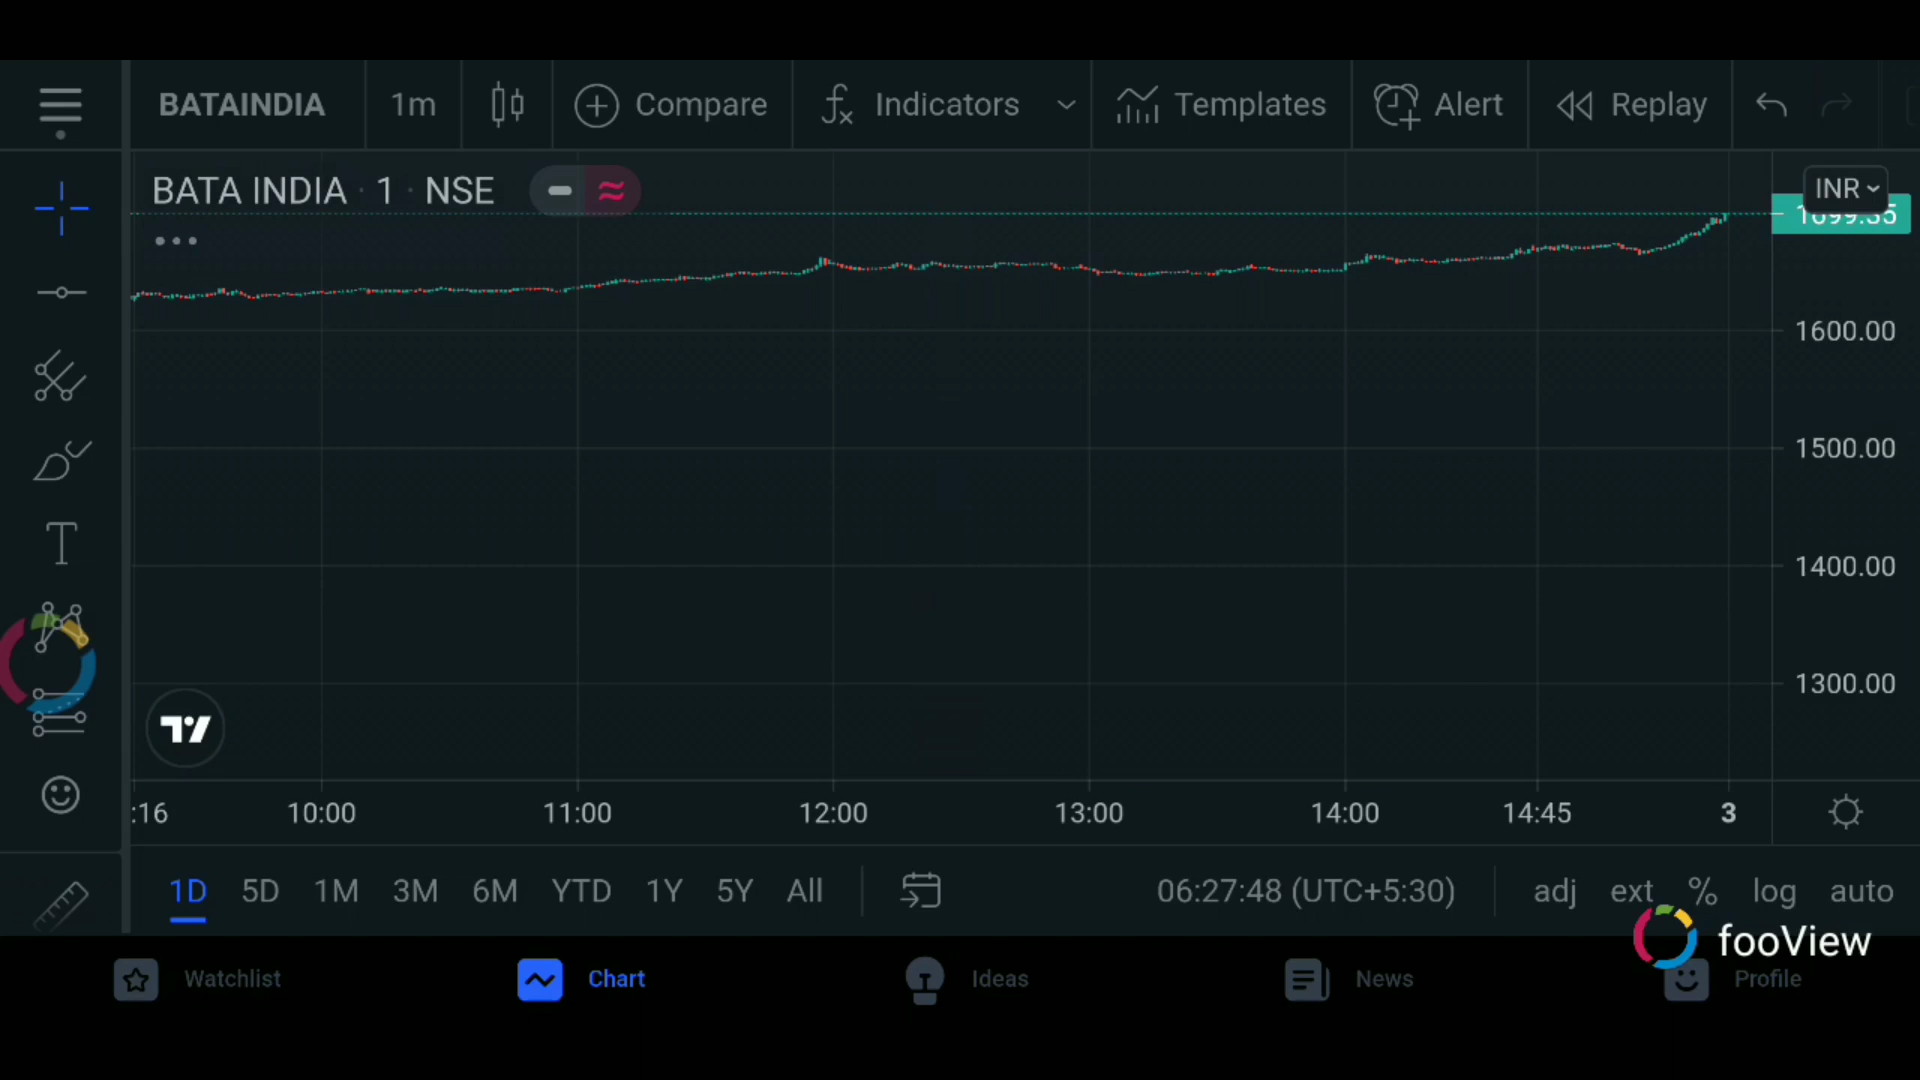 BATAINDIA 1m Compare Indicators Templates Alert Replay
BATA INDIA · 1 · NSE
INR
1699.35
1600.00
1500.00
1400.00
1300.00
:16 10:00 11:00 12:00 13:00 14:00 14:45 3
1D 5D 1M 3M 6M YTD 1Y 5Y All 06:27:48 (UTC+5:30) adj ext % log auto
fooView
Watchlist Chart Ideas News Profile